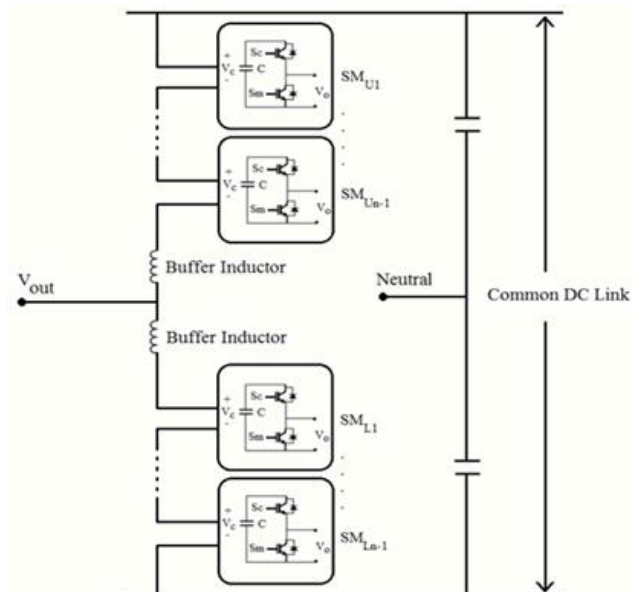 +
Vc
-
C
Sc
Sm
Vo
SMU1
+
Vc
-
C
Sc
Sm
Vo
SMUn-1
Buffer Inductor
Vout
Neutral
Common DC Link
Buffer Inductor
+
Vc
-
C
Sc
Sm
Vo
SML1
+
Vc
-
C
Sc
Sm
Vo
SMLn-1